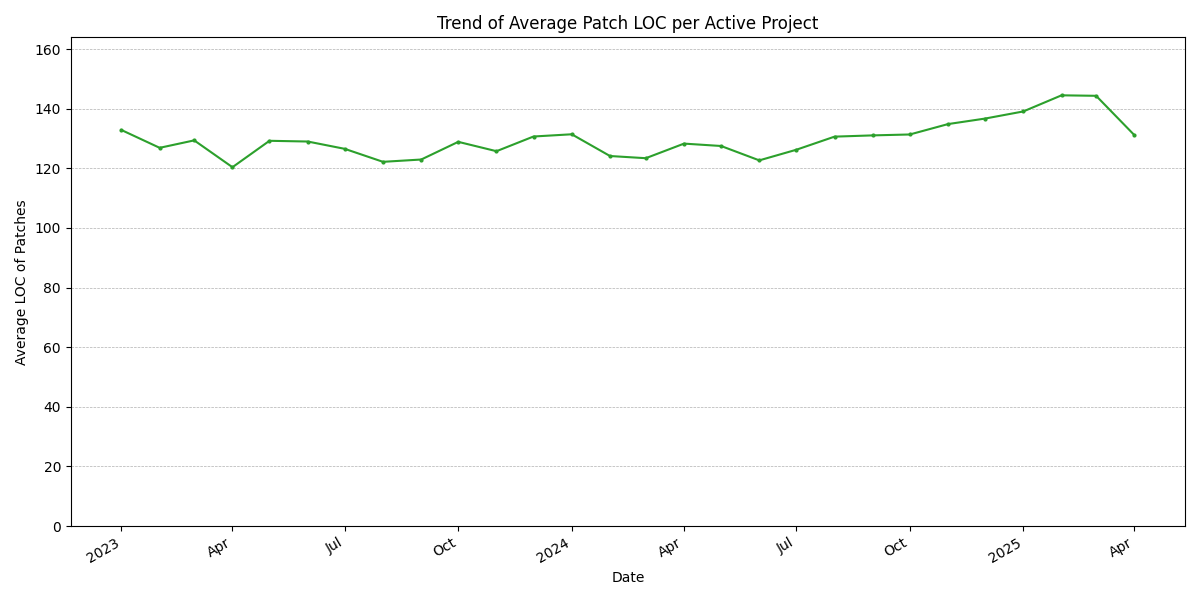 Trend of Average Patch LOC per Active Project
160
140
120
100
80
60
40
20
0
Average LOC of Patches
2023
Apr
Jul
Oct
2024
Apr
Jul
Oct
2025
Apr
Date